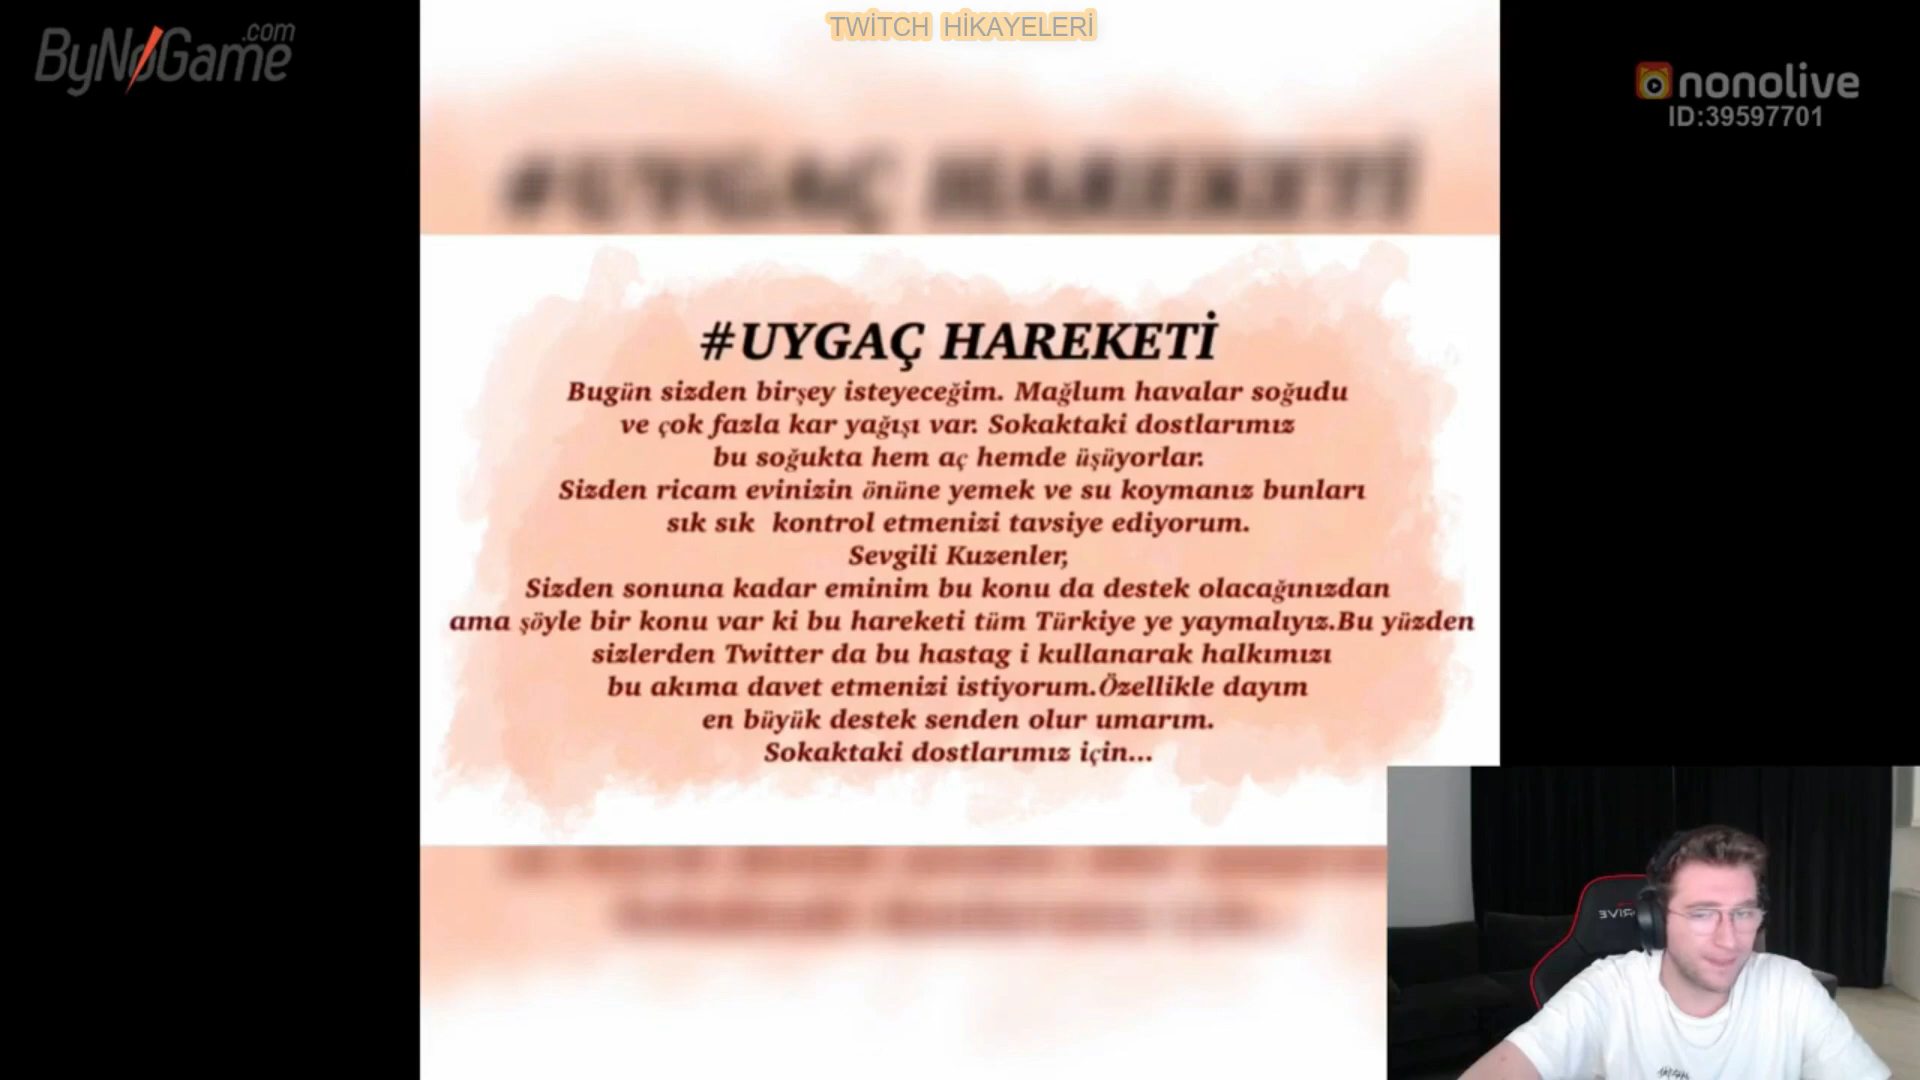 TWİTCH HİKAYELERİ
ByNoGame.com
nonolive
ID:39597701
#UYGAÇ HAREKETİ
#UYGAÇ HAREKETİ
Bugün sizden birşey isteyeceğim. Mağlum havalar soğudu
ve çok fazla kar yağışı var. Sokaktaki dostlarımız
bu soğukta hem aç hemde üşüyorlar.
Sizden ricam evinizin önüne yemek ve su koymanız bunları
sık sık kontrol etmenizi tavsiye ediyorum.
Sevgili Kuzenler,
Sizden sonuna kadar eminim bu konu da destek olacağınızdan
ama şöyle bir konu var ki bu hareketi tüm Türkiye ye yaymalıyız.Bu yüzden
sizlerden Twitter da bu hastag i kullanarak halkımızı
bu akıma davet etmenizi istiyorum.Özellikle dayım
en büyük destek senden olur umarım.
Sokaktaki dostlarımız için...